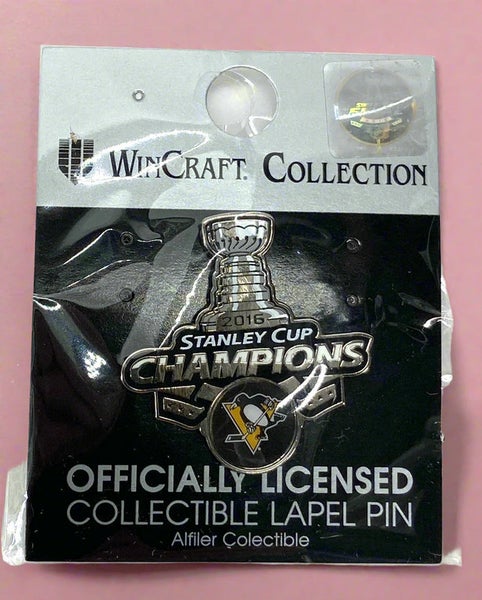 WINCRAFT. COLLECTION
2016
STANLEY CUP
CHAMPIONS
OFFICIALLY LICENSED
COLLECTIBLE LAPEL PIN
Alfiler Colectible